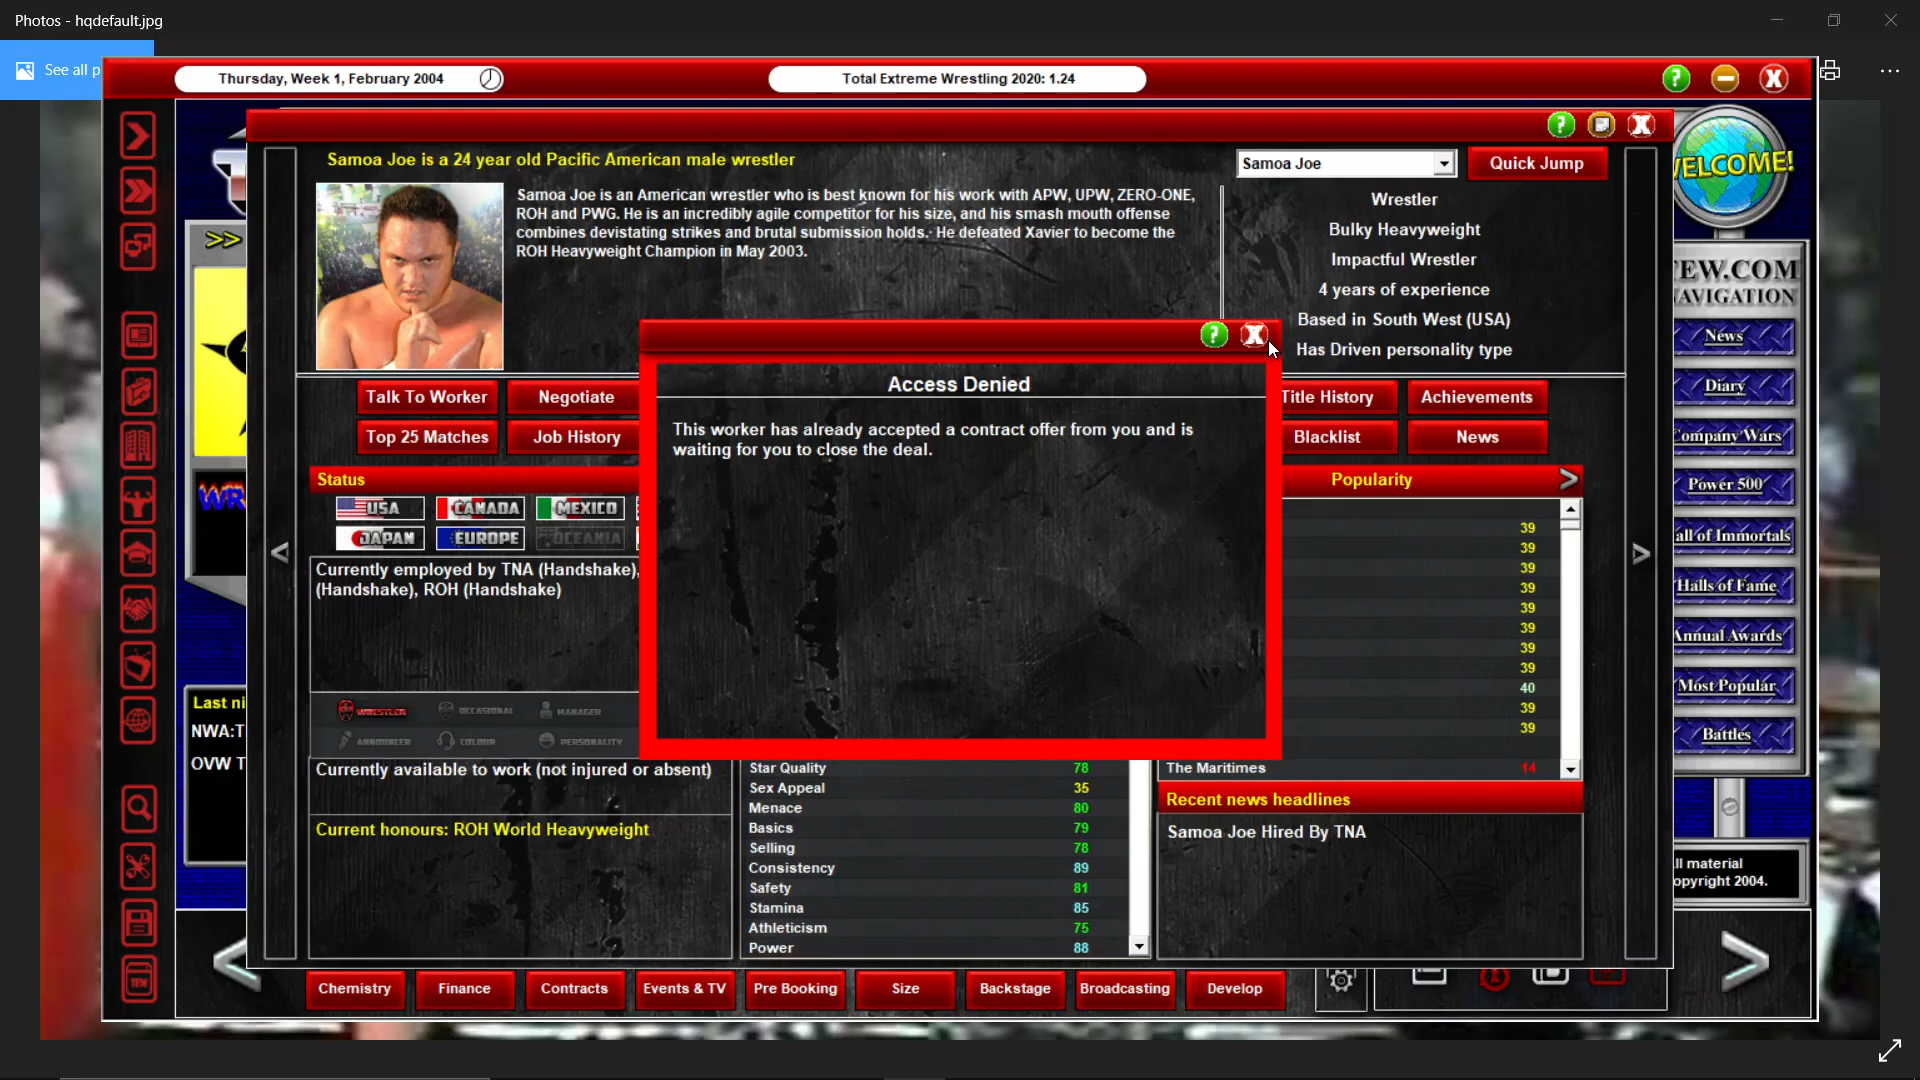 Photos - hqdefault.jpg
See all p
Thursday, Week 1, February 2004
Total Extreme Wrestling 2020: 1.24
Samoa Joe is a 24 year old Pacific American male wrestler
Samoa Joe
Quick Jump
Samoa Joe is an American wrestler who is best known for his work with APW, UPW, ZERO-ONE,
ROH and PWG. He is an incredibly agile competitor for his size, and his smash mouth offense
combines devistating strikes and brutal submission holds. He defeated Xavier to become the
ROH Heavyweight Champion in May 2003.
Wrestler
Bulky Heavyweight
Impactful Wrestler
4 years of experience
Based in South West (USA)
Has Driven personality type
WELCOME!
TEW.COM
NAVIGATION
News
Diary
Company Wars
Power 500
all of Immortals
Halls of Fame
Annual Awards
Most Popular
Battles
Talk To Worker
Negotiate
Title History
Achievements
Top 25 Matches
Job History
Blacklist
News
Access Denied
This worker has already accepted a contract offer from you and is
waiting for you to close the deal.
Status
USA
CANADA
MEXICO
JAPAN
EUROPE
OCEANIA
Currently employed by TNA (Handshake),
(Handshake), ROH (Handshake)
WRESTLER
OCCASIONAL
MANAGER
ANNOUNCER
COLOUR
PERSONALITY
Currently available to work (not injured or absent)
Current honours: ROH World Heavyweight
Star Quality 78
Sex Appeal 35
Menace 80
Basics 79
Selling 78
Consistency 89
Safety 81
Stamina 85
Athleticism 75
Power 88
Popularity
39
39
39
39
39
39
39
39
40
39
39
The Maritimes 14
Recent news headlines
Samoa Joe Hired By TNA
WR
Last ni
NWA:T
OVW T
ll material
opyright 2004.
TEW
Chemistry
Finance
Contracts
Events & TV
Pre Booking
Size
Backstage
Broadcasting
Develop